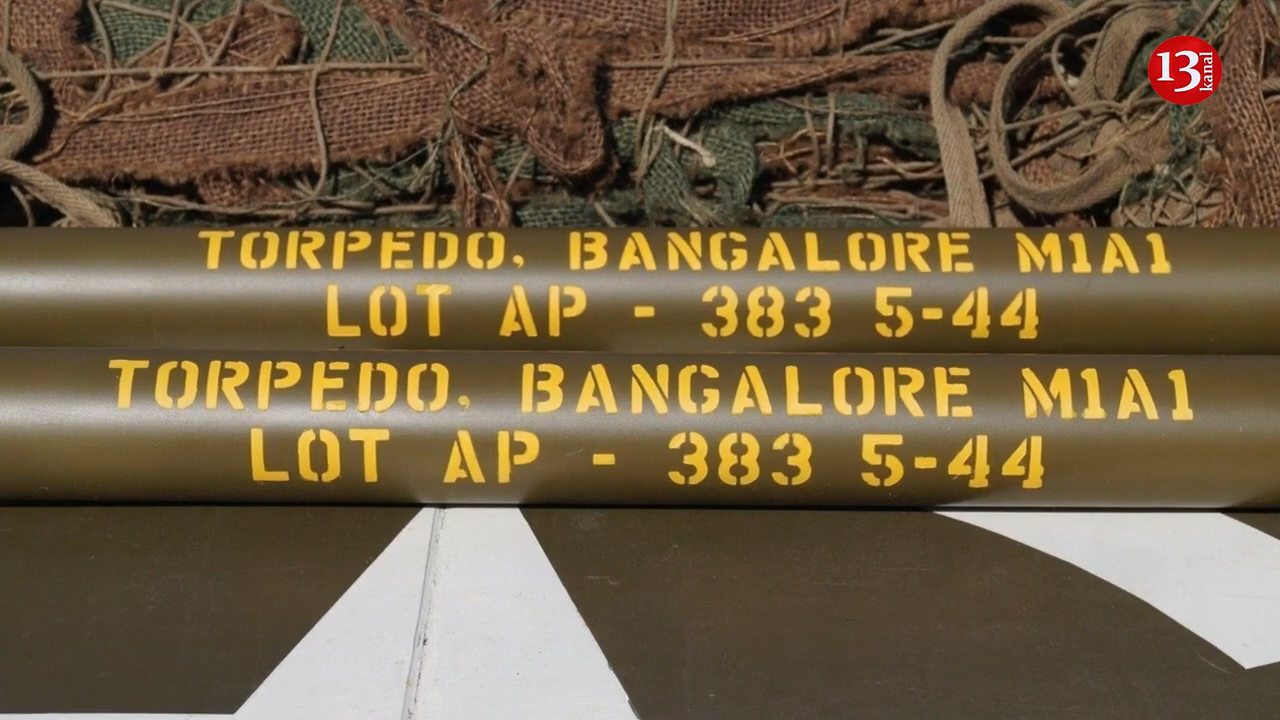 13 kanal
TORPEDO, BANGALORE M1A1
LOT AP - 383 5-44
TORPEDO, BANGALORE M1A1
LOT AP - 383 5-44